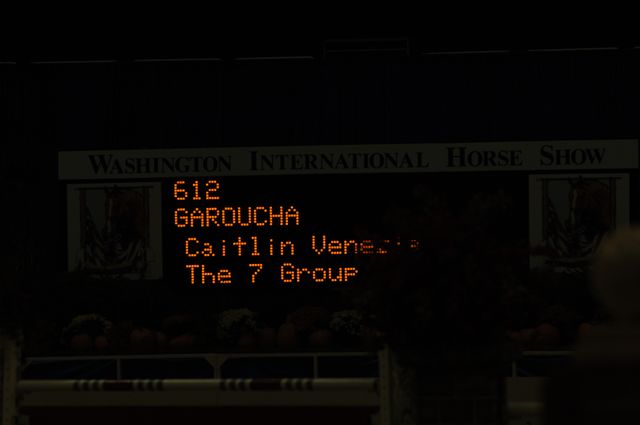 WASHINGTON INTERNATIONAL HORSE SHOW
612
GAROUCHA
Caitlin
The 7 Group